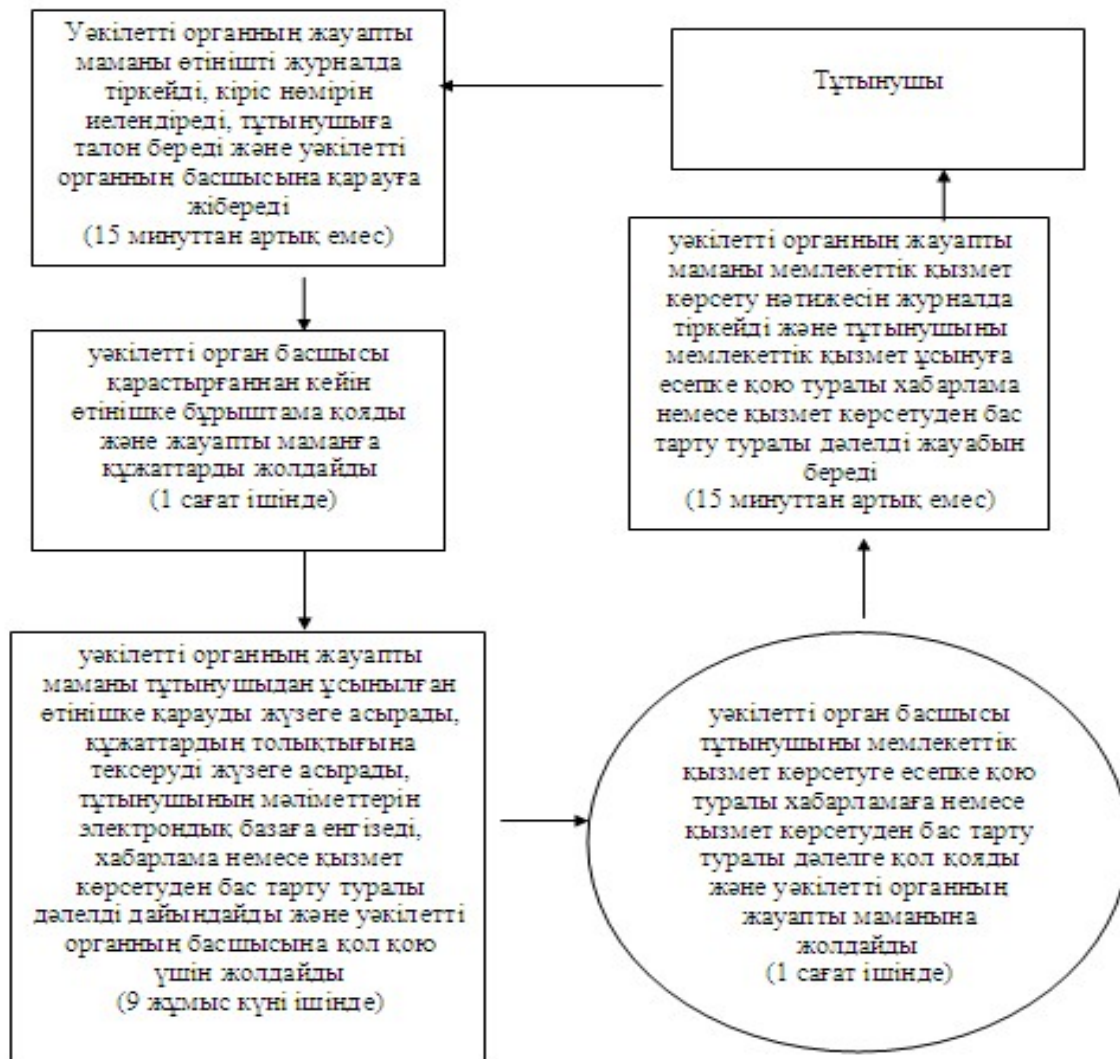 Уәкілетті органның жауапты
маманы өтінішті журналда
тіркейді, кіріс нөмірін
иелендіреді, тұтынушыға
талон береді және уәкілетті
органның басшысына қарауға
жібереді
(15 минуттан артық емес)
Тұтынушы
уәкілетті орган басшысы
қарастырғаннан кейін
өтінішке бұрыштама қояды
және жауапты маманға
құжаттарды жолдайды
(1 сағат ішінде)
уәкілетті органның жауапты
маманы мемлекеттік қызмет
көрсету нәтижесін журналда
тіркейді және тұтынушыны
мемлекеттік қызмет ұсынуға
есепке қою туралы хабарлама
немесе қызмет көрсетуден бас
тарту туралы дәлелді жауабын
береді
(15 минуттан артық емес)
уәкілетті органның жауапты
маманы тұтынушыдан ұсынылған
өтінішке қарауды жүзеге асырады,
құжаттардың толықтығына
тексеруді жүзеге асырады,
тұтынушының мәліметтерін
электрондық базаға енгізеді,
хабарлама немесе қызмет
көрсетуден бас тарту туралы
дәлелді дайындайды және уәкілетті
органның басшысына қол қою
үшін жолдайды
(9 жұмыс күні ішінде)
уәкілетті орган басшысы
тұтынушыны мемлекеттік
қызмет көрсетуге есепке қою
туралы хабарламаға немесе
қызмет көрсетуден бас тарту
туралы дәлелге қол қояды
және уәкілетті органның
жауапты маманына
жолдайды
(1 сағат ішінде)